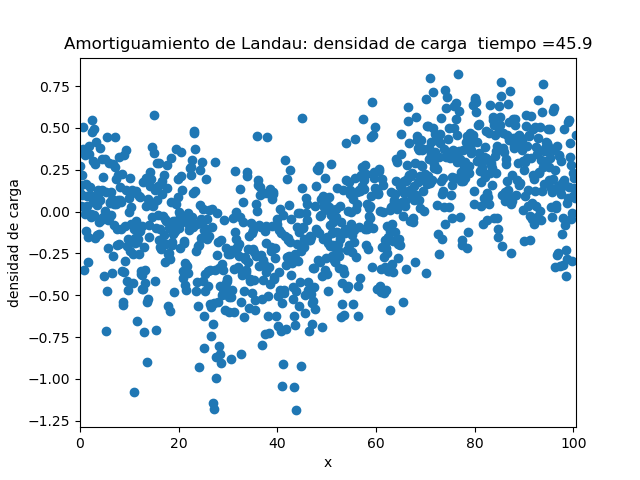 Amortiguamiento de Landau: densidad de carga  tiempo =45.9
0.75
0.50
0.25
0.00
−0.25
−0.50
−0.75
−1.00
−1.25
densidad de carga
0 20 40 60 80 100
x